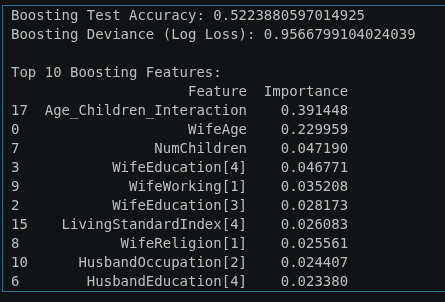 Boosting Test Accuracy: 0.5223880597014925
Boosting Deviance (Log Loss): 0.9566799104024039
Top 10 Boosting Features:
Feature Importance
17 Age_Children_Interaction 0.391448
0 WifeAge 0.229959
7 NumChildren 0.047190
3 WifeEducation[4] 0.046771
9 WifeWorking[1] 0.035208
2 WifeEducation[3] 0.028173
15 LivingStandardIndex[4] 0.026083
8 WifeReligion[1] 0.025561
10 HusbandOccupation[2] 0.024407
6 HusbandEducation[4] 0.023380